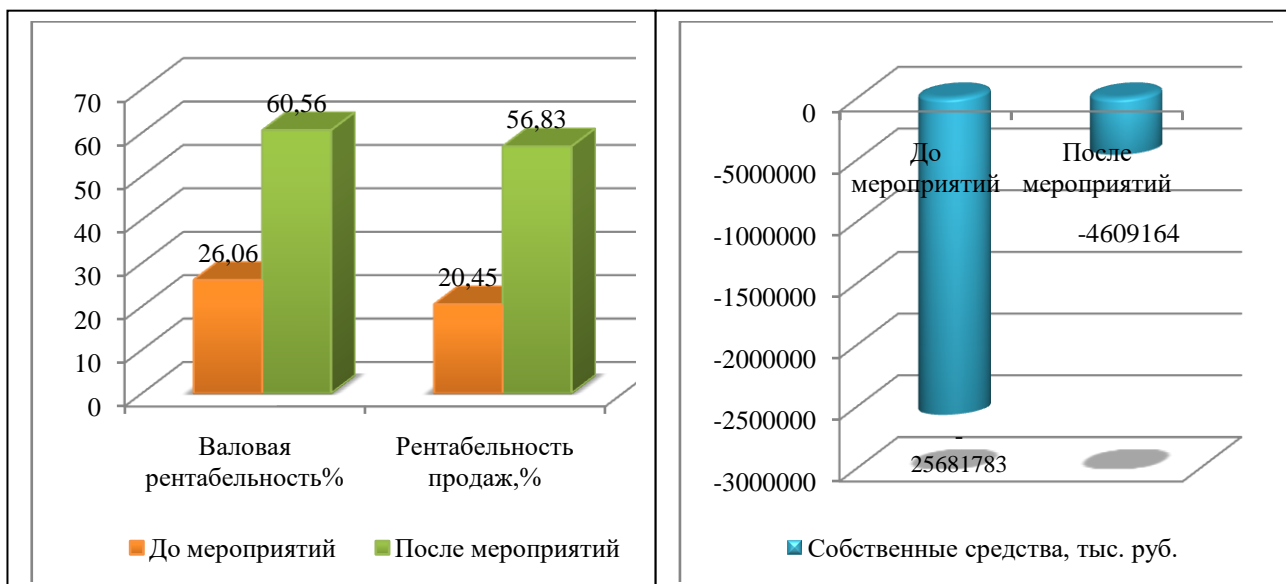 70
60
50
40
30
20
10
0
60,56
56,83
26,06
20,45
Валовая
рентабельность%
Рентабельность
продаж,%
До мероприятий
После мероприятий
0
-5000000
-1000000
-1500000
-2000000
-2500000
-3000000
До
мероприятий
После
мероприятий
-4609164
-
25681783
Собственные средства, тыс. руб.